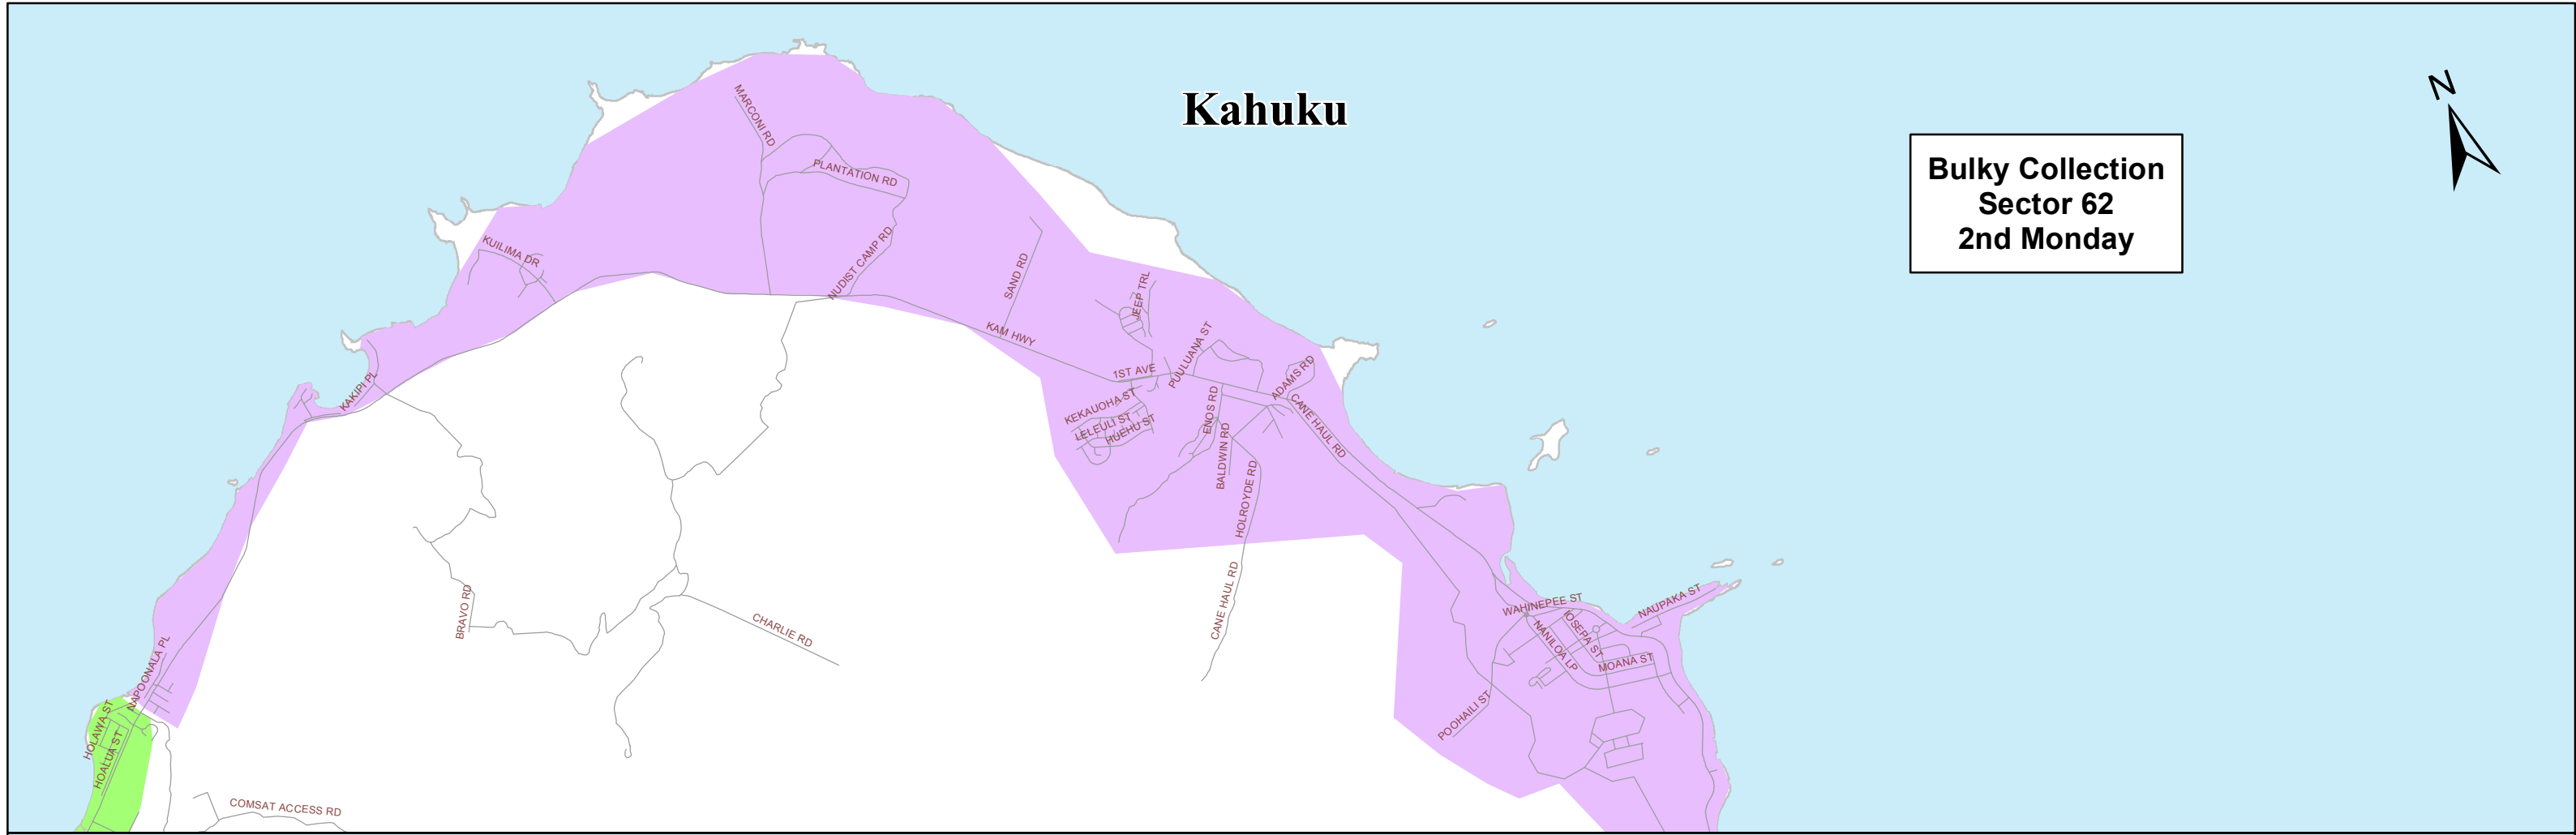 Kahuku
N
Bulky Collection
Sector 62
2nd Monday
MARCONI RD
PLANTATION RD
KUILIMA DR
NUDIST CAMP RD
SAND RD
JEEP TRL
KAM HWY
PUULUANA ST
1ST AVE
ADAMS RD
KAKIPI PL
KEKAUOHA ST
LELEULI ST
HUEHU ST
ENOS RD
CANE HAUL RD
BALDWIN RD
HOLROYDE RD
CANE HAUL RD
BRAVO RD
CHARLIE RD
WAHINEPEE ST
NAUPAKA ST
IOSEPA ST
NANILOA LP
MOANA ST
POOHAILI ST
NAPOONALA PL
HOLAWA ST
HOALUA ST
COMSAT ACCESS RD